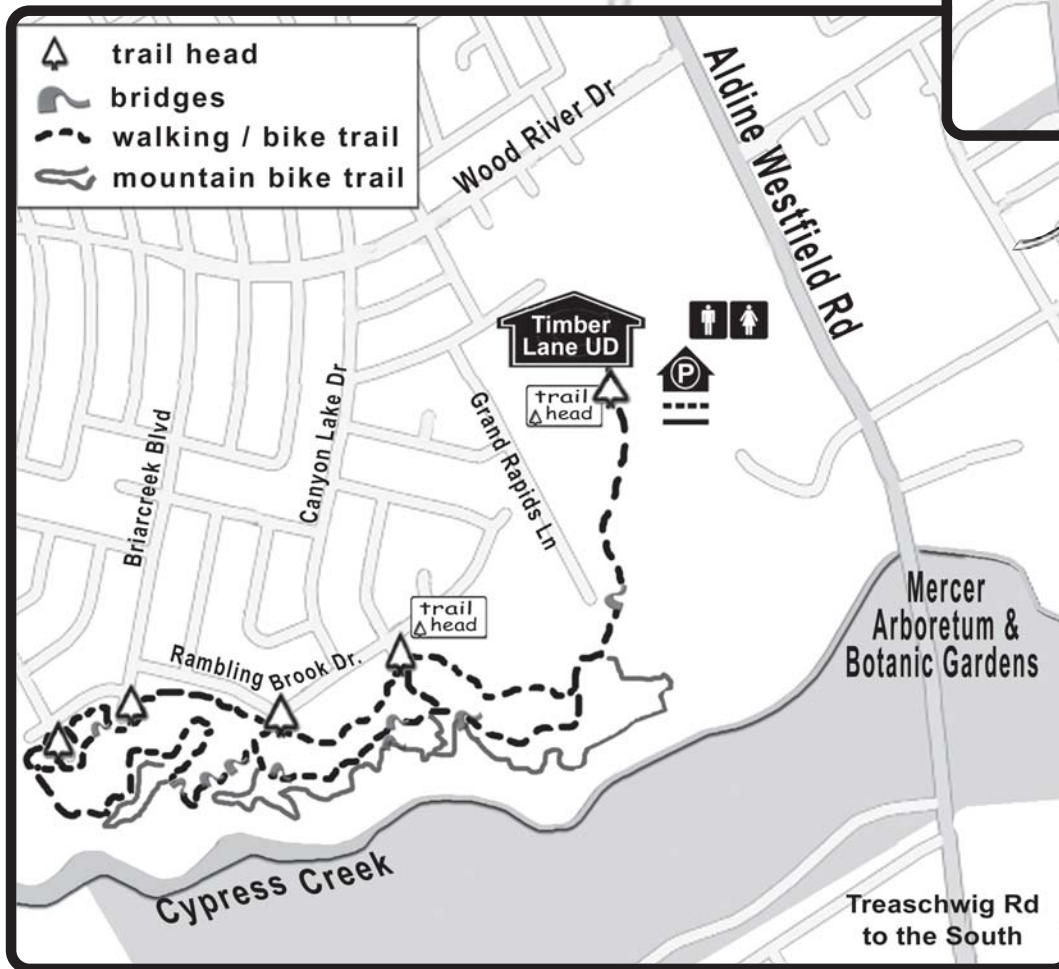 trail head
bridges
walking / bike trail
mountain bike trail
Wood River Dr
Aldine Westfield Rd
Timber
Lane UD
P
trail
head
Grand Rapids Ln
Canyon Lake Dr
Briarcreek Blvd
trail
head
Rambling Brook Dr.
Mercer
Arboretum &
Botanic Gardens
Cypress Creek
Treaschwig Rd
to the South